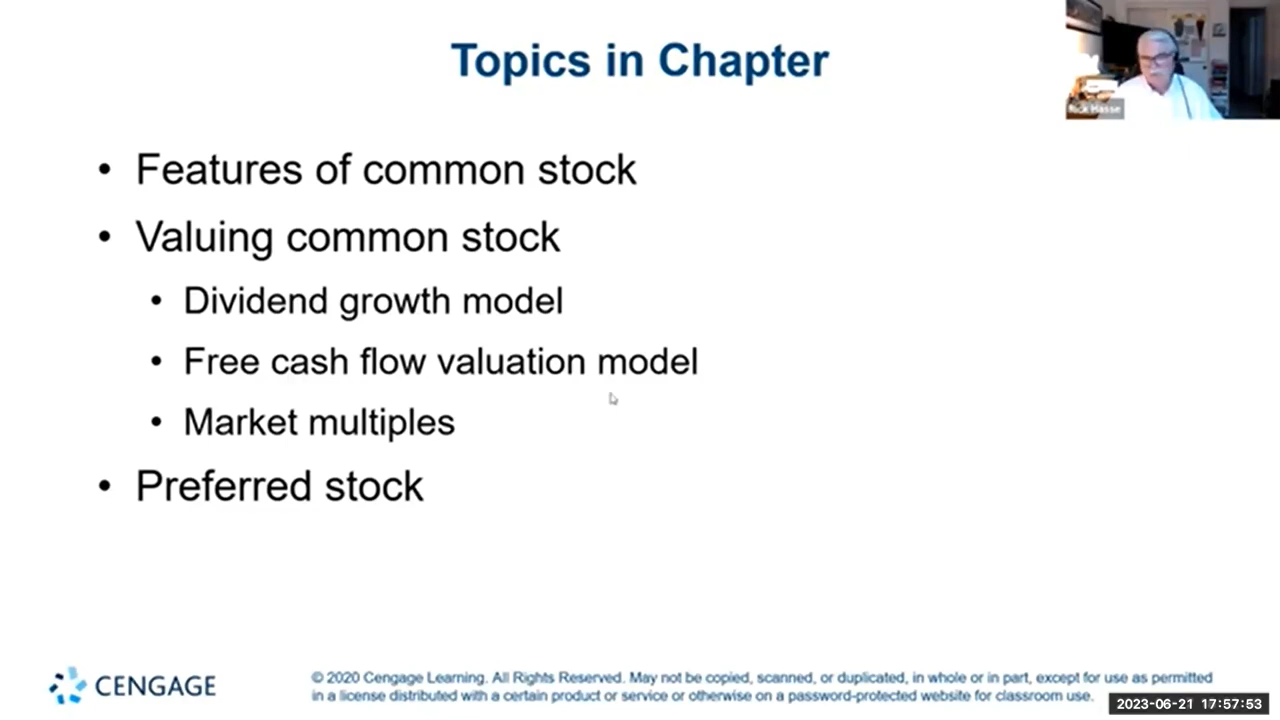 Topics in Chapter
Rick Hasse
• Features of common stock
• Valuing common stock
• Dividend growth model
• Free cash flow valuation model
• Market multiples
• Preferred stock
CENGAGE
© 2020 Cengage Learning. All Rights Reserved. May not be copied, scanned, or duplicated, in whole or in part, except for use as permitted
in a license distributed with a certain product or service or otherwise on a password-protected website for classroom use.
2023-06-21 17:57:53